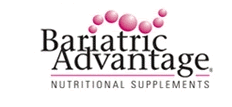 Bariatric
Advantage®
NUTRITIONAL SUPPLEMENTS